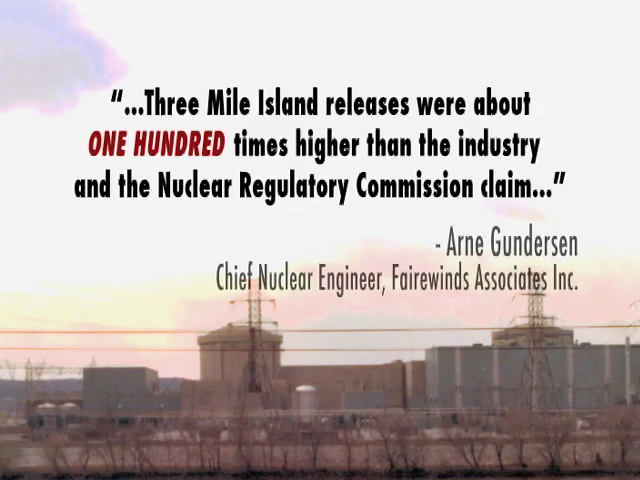 “...Three Mile Island releases were about
ONE HUNDRED times higher than the industry
and the Nuclear Regulatory Commission claim...”
- Arne Gundersen
Chief Nuclear Engineer, Fairewinds Associates Inc.